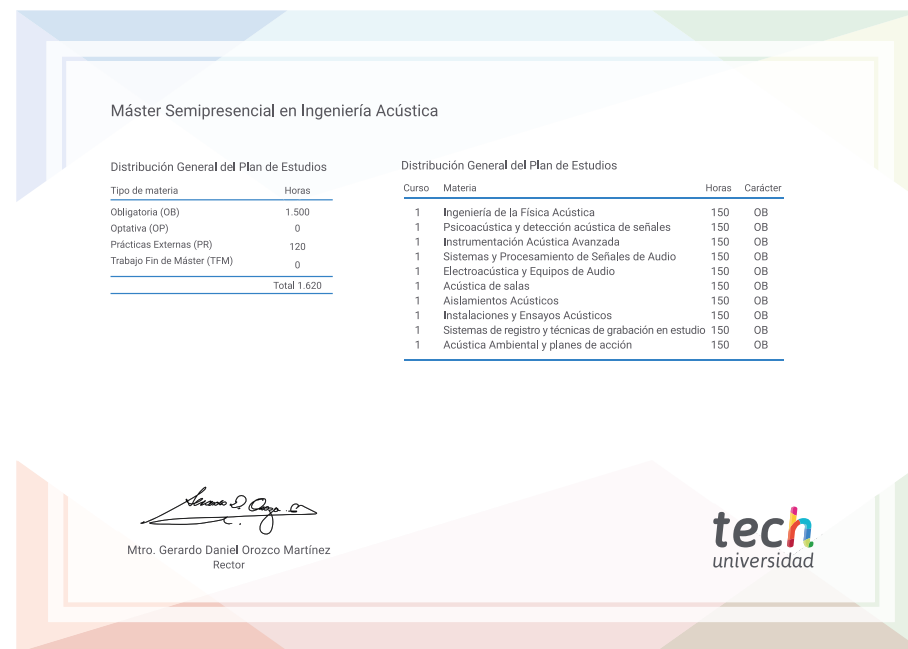 Máster Semipresencial en Ingeniería Acústica
Distribución General del Plan de Estudios
Tipo de materia Horas
Obligatoria (OB) 1.500
Optativa (OP) 0
Prácticas Externas (PR) 120
Trabajo Fin de Máster (TFM) 0
Total 1.620
Distribución General del Plan de Estudios
Curso Materia Horas Carácter
1 Ingeniería de la Física Acústica 150 OB
1 Psicoacústica y detección acústica de señales 150 OB
1 Instrumentación Acústica Avanzada 150 OB
1 Sistemas y Procesamiento de Señales de Audio 150 OB
1 Electroacústica y Equipos de Audio 150 OB
1 Acústica de salas 150 OB
1 Aislamientos Acústicos 150 OB
1 Instalaciones y Ensayos Acústicos 150 OB
1 Sistemas de registro y técnicas de grabación en estudio 150 OB
1 Acústica Ambiental y planes de acción 150 OB
Mtro. Gerardo Daniel Orozco Martínez
Rector
tech
universidad